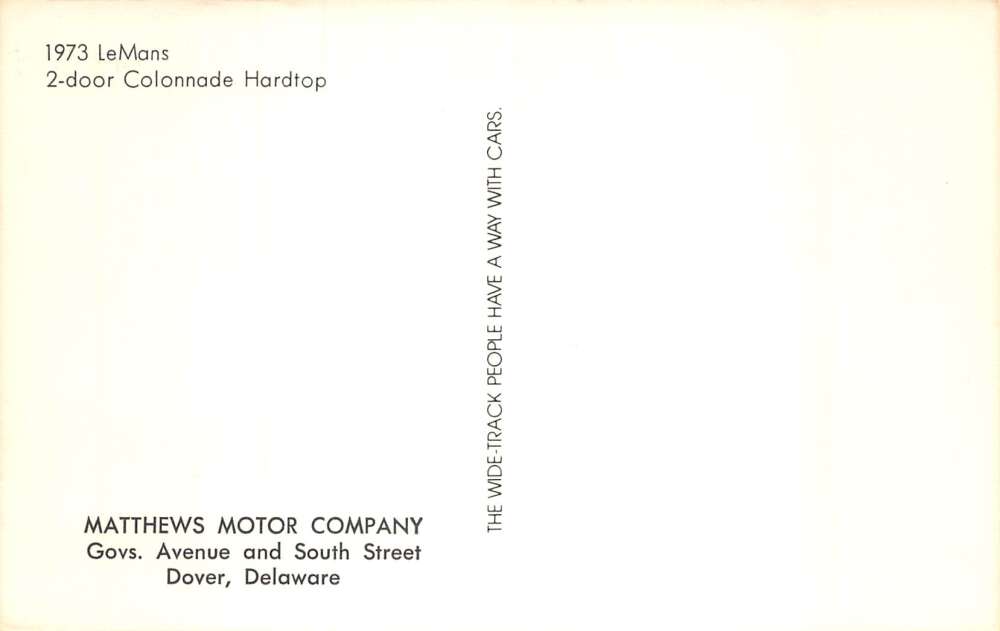 1973 LeMans
2-door Colonnade Hardtop
THE WIDE-TRACK PEOPLE HAVE A WAY WITH CARS.
MATTHEWS MOTOR COMPANY
Govs. Avenue and South Street
Dover, Delaware